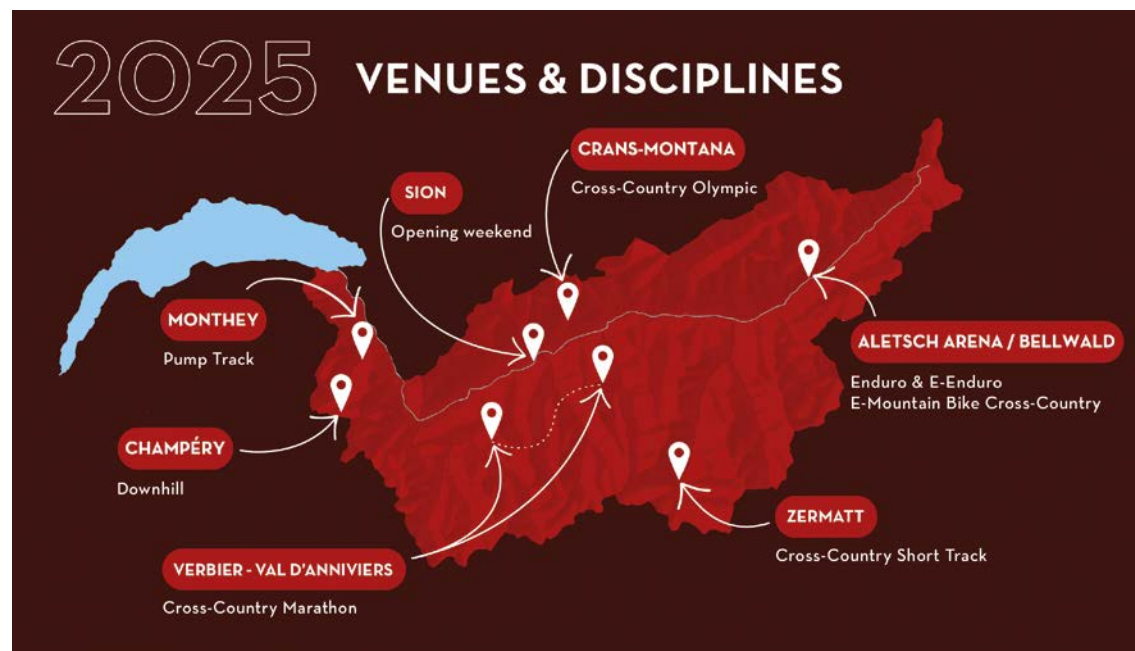 2025 VENUES & DISCIPLINES
CRANS-MONTANA
Cross-Country Olympic
SION
Opening weekend
MONTHEY
Pump Track
ALETSCH ARENA / BELLWALD
Enduro & E-Enduro
E-Mountain Bike Cross-Country
CHAMPÉRY
Downhill
ZERMATT
Cross-Country Short Track
VERBIER - VAL D'ANNIVIERS
Cross-Country Marathon